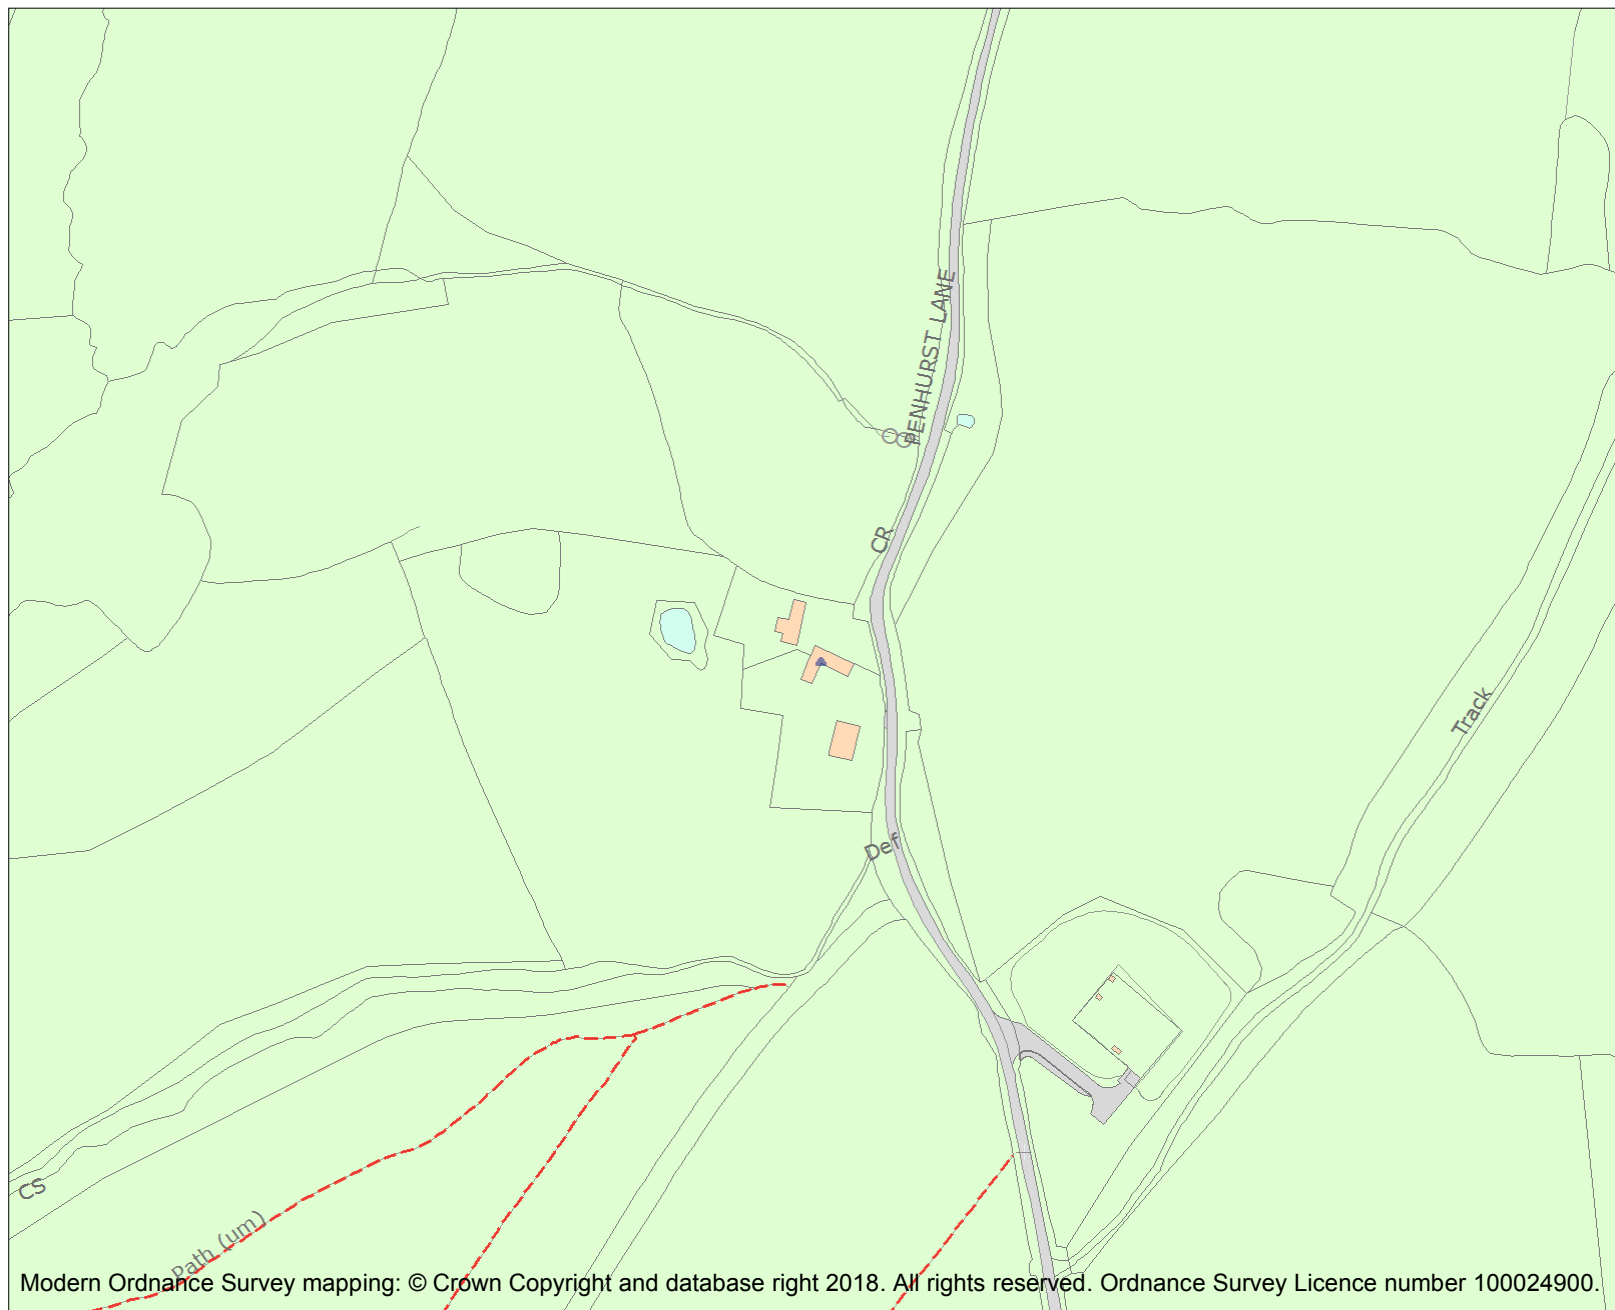 PENHURST LANE
CR
Track
Def
CS
Path (um)
Modern Ordnance Survey mapping: © Crown Copyright and database right 2018. All rights reserved. Ordnance Survey Licence number 100024900.